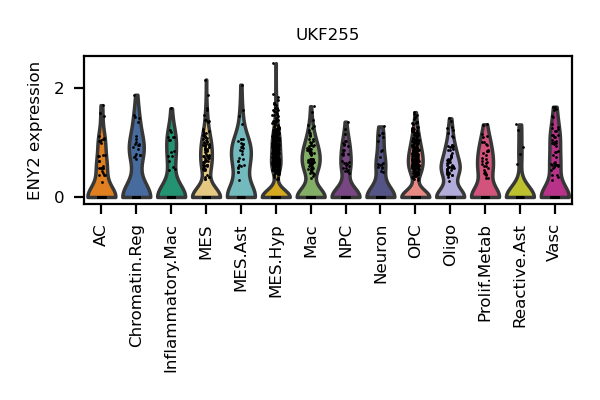 UKF255
ENY2 expression
2
0
AC
Chromatin.Reg
Inflammatory.Mac
MES
MES.Ast
MES.Hyp
Mac
NPC
Neuron
OPC
Oligo
Prolif.Metab
Reactive.Ast
Vasc